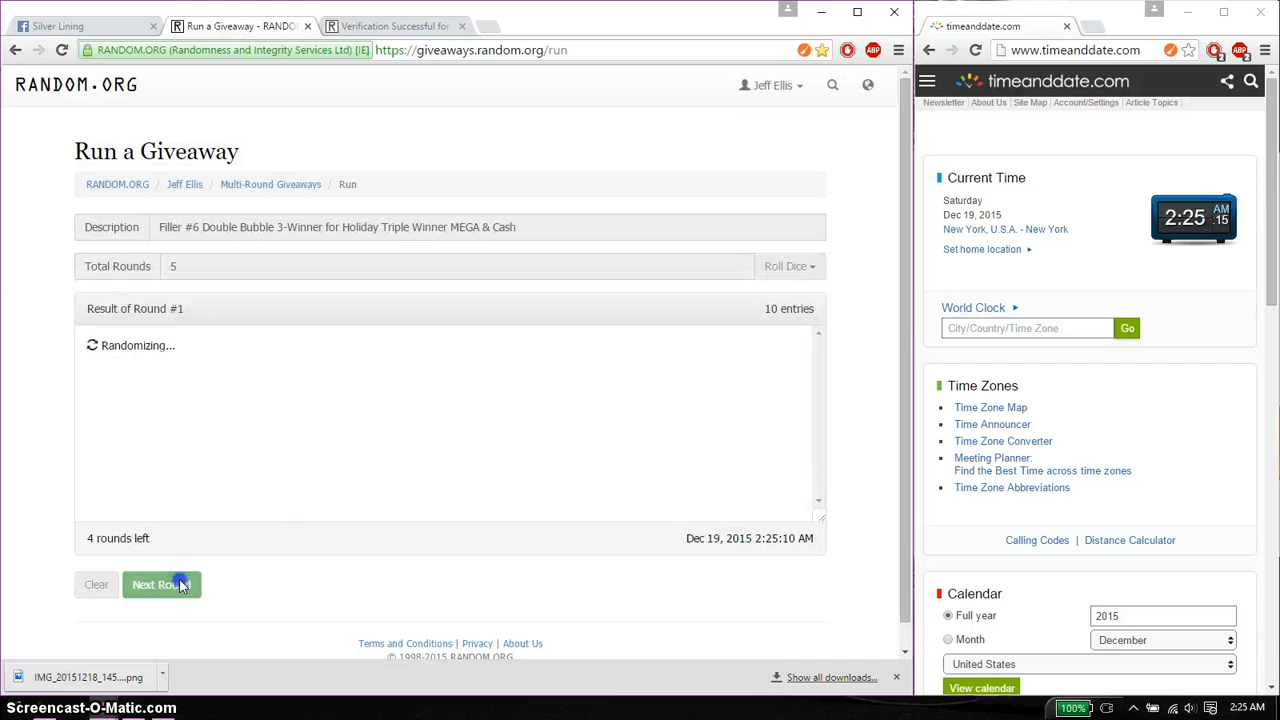 Silver Lining
Run a Giveaway - RANDO
Verification Successful for
RANDOM.ORG (Randomness and Integrity Services Ltd) [IE]
https://giveaways.random.org/run
RANDOM.ORG
Jeff Ellis
Run a Giveaway
RANDOM.ORG / Jeff Ellis / Multi-Round Giveaways / Run
Description
Filler #6 Double Bubble 3-Winner for Holiday Triple Winner MEGA & Cash
Total Rounds
5
Roll Dice
Result of Round #1
10 entries
Randomizing...
4 rounds left
Dec 19, 2015 2:25:10 AM
Clear
Next Ro
Terms and Conditions | Privacy | About Us
© 1998-2015 RANDOM.ORG
IMG_20151218_145....png
Show all downloads...
Screencast-O-Matic.com
timeanddate.com
www.timeanddate.com
2
2
timeanddate.com
Newsletter
About Us
Site Map
Account/Settings
Article Topics
Current Time
Saturday
Dec 19, 2015
New York, U.S.A. - New York
Set home location
2:25 AM .15
World Clock
City/Country/Time Zone
Go
Time Zones
Time Zone Map
Time Announcer
Time Zone Converter
Meeting Planner:
Find the Best Time across time zones
Time Zone Abbreviations
Calling Codes | Distance Calculator
Calendar
Full year
2015
Month
December
United States
View calendar
100%
2:25 AM